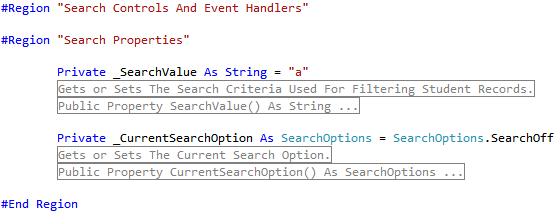 #Region "Search Controls And Event Handlers"
#Region "Search Properties"
Private _SearchValue As String = "a"
Gets or Sets The Search Criteria Used For Filtering Student Records.
Public Property SearchValue() As String ...
Private _CurrentSearchOption As SearchOptions = SearchOptions.SearchOff
Gets or Sets The Current Search Option.
Public Property CurrentSearchOption() As SearchOptions ...
#End Region